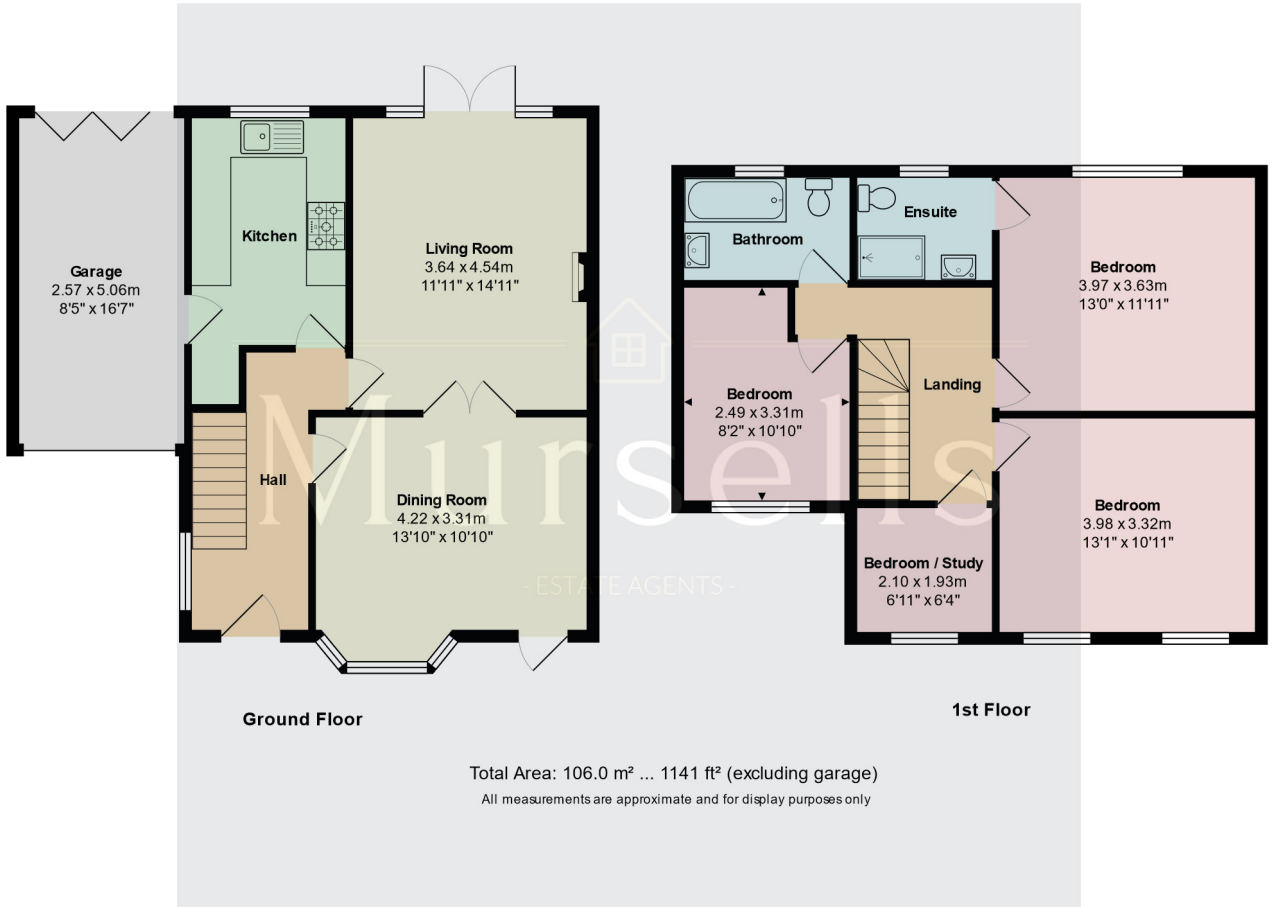 Kitchen
Garage
2.57 x 5.06m
8'5" x 16'7"
Living Room
3.64 x 4.54m
11'11" x 14'11"
Hall
Dining Room
4.22 x 3.31m
13'10" x 10'10"
Ground Floor
Bathroom
Ensuite
Bedroom
3.97 x 3.63m
13'0" x 11'11"
Bedroom
2.49 x 3.31m
8'2" x 10'10"
Landing
Bedroom
3.98 x 3.32m
13'1" x 10'11"
Bedroom / Study
2.10 x 1.93m
6'11" x 6'4"
1st Floor
Mursells
- ESTATE AGENTS -
Total Area: 106.0 m² ... 1141 ft² (excluding garage)
All measurements are approximate and for display purposes only